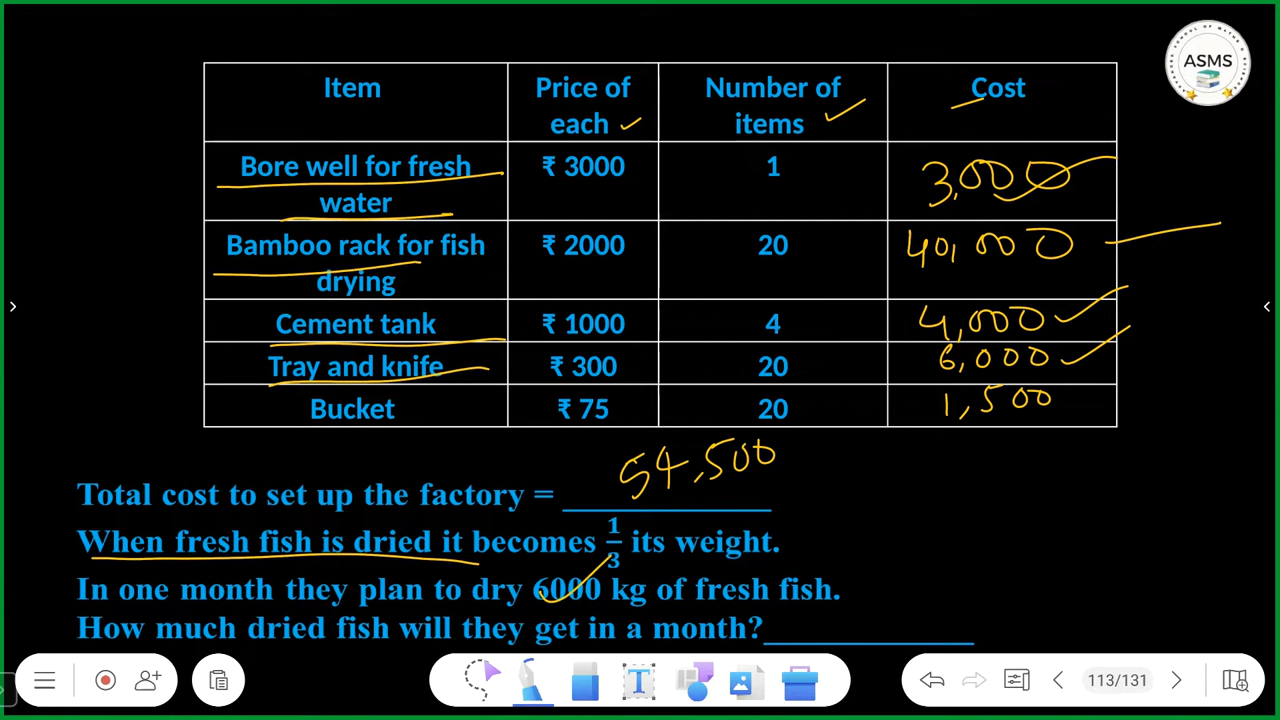 ASMS
Item Price of each Number of items Cost
Bore well for fresh water ₹ 3000 1 3,000
Bamboo rack for fish drying ₹ 2000 20 40,000
Cement tank ₹ 1000 4 4,000
Tray and knife ₹ 300 20 6,000
Bucket ₹ 75 20 1,500
Total cost to set up the factory = 54,500
When fresh fish is dried it becomes 1/3 its weight.
In one month they plan to dry 6000 kg of fresh fish.
How much dried fish will they get in a month?
T
113/131